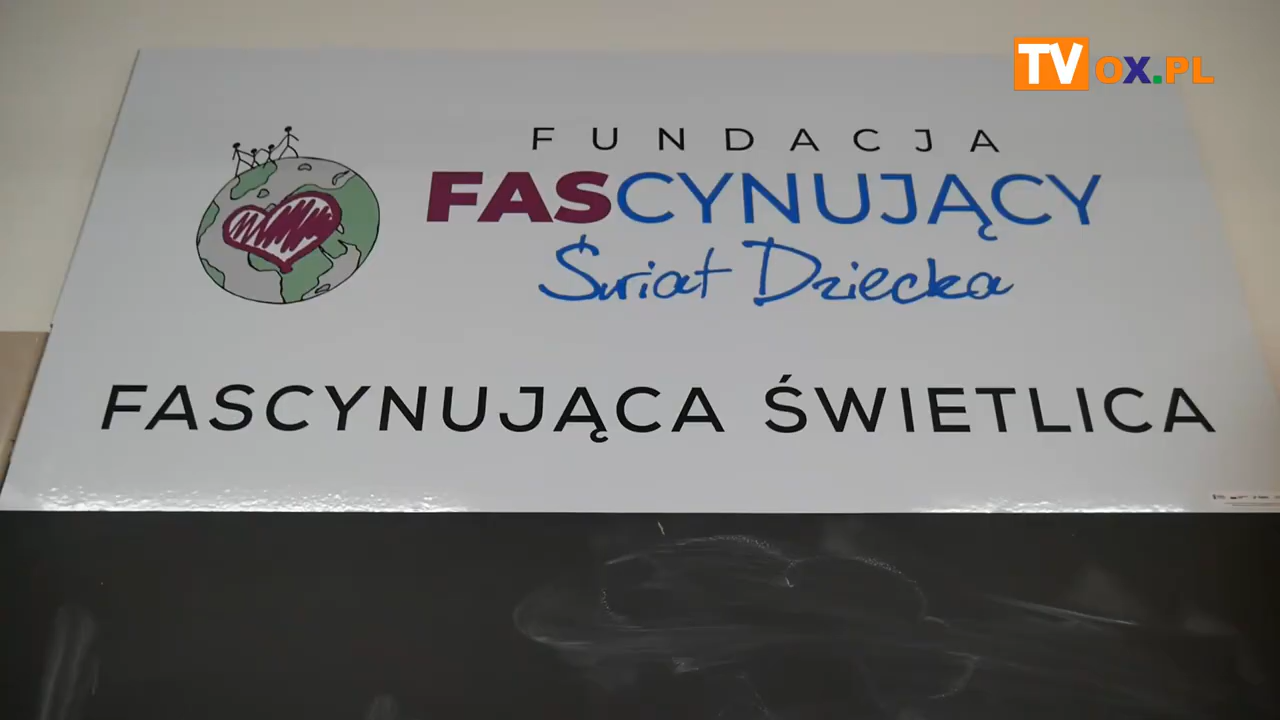 TVOX.PL
FUNDACJA
FASCYNUJĄCY
Świat Dziecka
FASCYNUJĄCA ŚWIETLICA